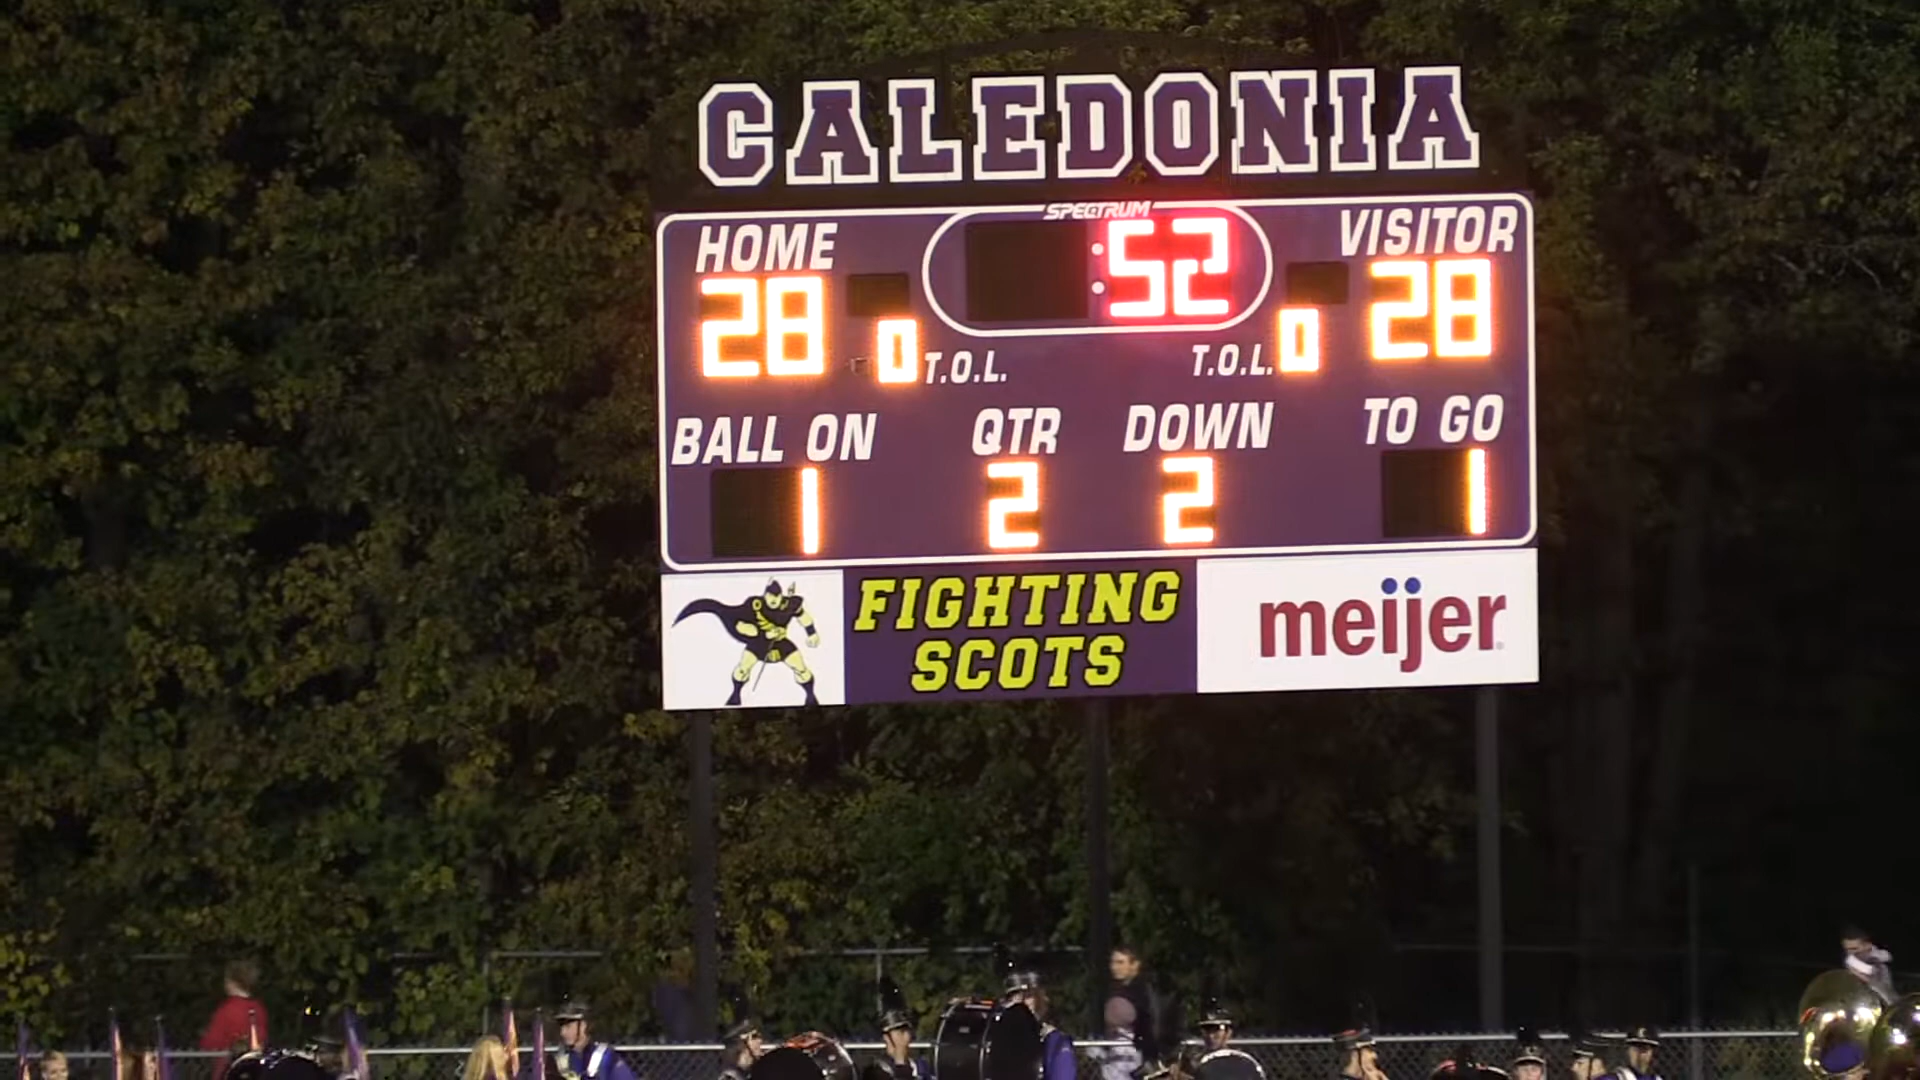 CALEDONIA
SPECTRUM
HOME :52 VISITOR
28 28
0 T.O.L. T.O.L. 0
BALL ON QTR DOWN TO GO
1 2 2 1
FIGHTING
SCOTS
meijer